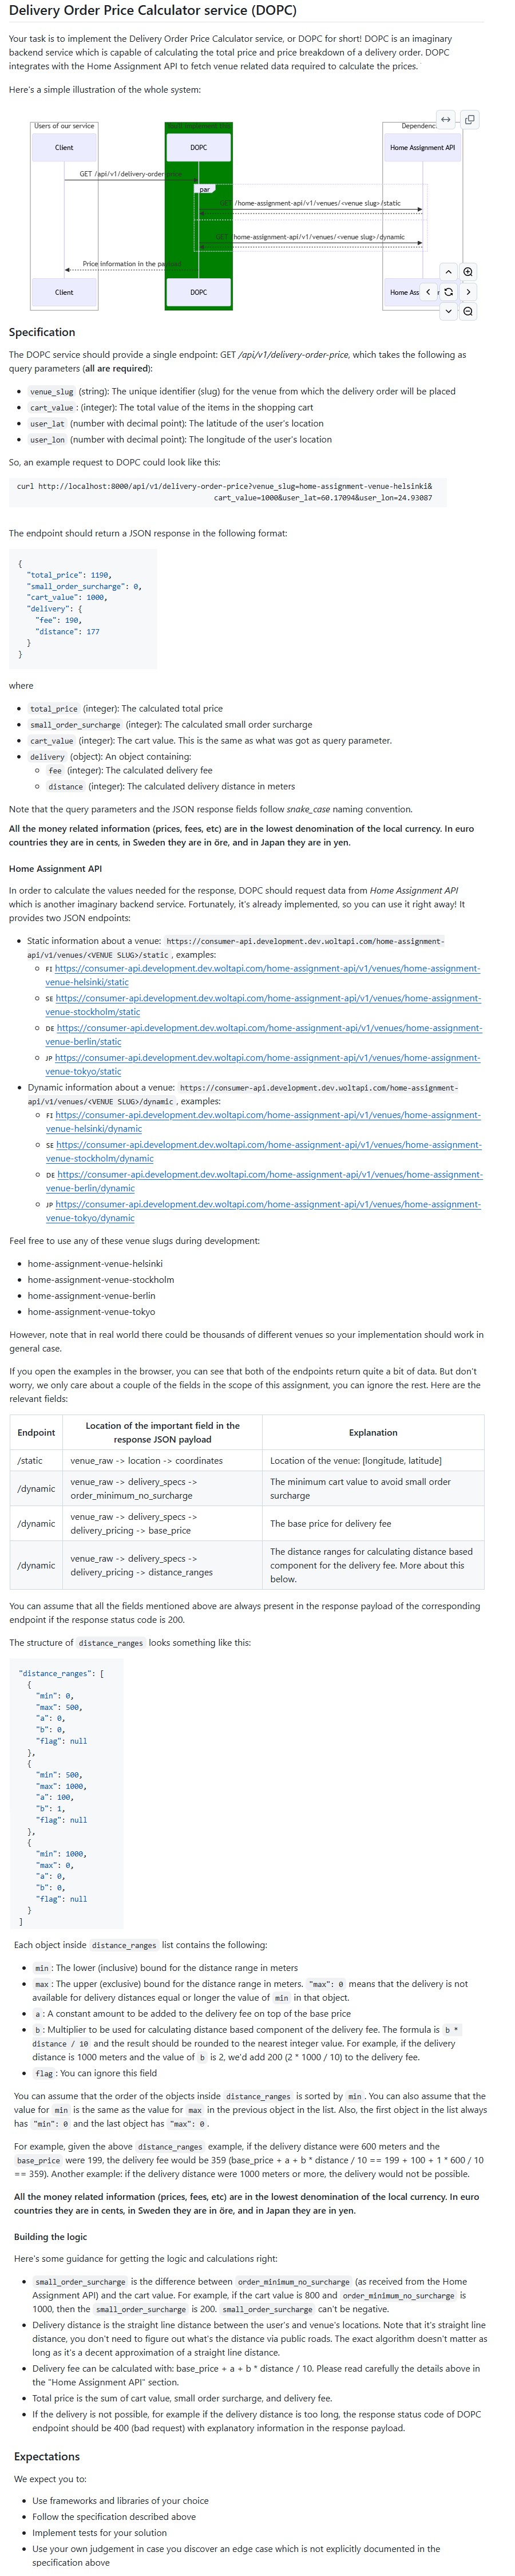 Delivery Order Price Calculator service (DOPC)
Your task is to implement the Delivery Order Price Calculator service, or DOPC for short! DOPC is an imaginary
backend service which is capable of calculating the total price and price breakdown of a delivery order. DOPC
integrates with the Home Assignment API to fetch venue related data required to calculate the prices.
Here's a simple illustration of the whole system:
Users of our service
Client
DOPC
Home Assignment API
GET /api/v1/delivery-order-price
par
GET /home-assignment-api/v1/venues/<venue slug>/static
GET /home-assignment-api/v1/venues/<venue slug>/dynamic
Price information in the
Client
DOPC
Specification
The DOPC service should provide a single endpoint: GET /api/v1/delivery-order-price, which takes the following as
query parameters (all are required):
• venue_slug (string): The unique identifier (slug) for the venue from which the delivery order will be placed
• cart_value : (integer): The total value of the items in the shopping cart
• user_lat (number with decimal point): The latitude of the user's location
• user_lon (number with decimal point): The longitude of the user's location
So, an example request to DOPC could look like this:
curl http://localhost:8000/api/v1/delivery-order-price?venue_slug=home-assignment-venue-helsinki&
cart_value=1000&user_lat=60.17094&user_lon=24.93087
The endpoint should return a JSON response in the following format:
{
"total_price": 1190,
"small_order_surcharge": 0,
"cart_value": 1000,
"delivery": {
"fee": 190,
"distance": 177
}
}
where
• total_price (integer): The calculated total price
• small_order_surcharge (integer): The calculated small order surcharge
• cart_value (integer): The cart value. This is the same as what was got as query parameter.
• delivery (object): An object containing:
○ fee (integer): The calculated delivery fee
○ distance (integer): The calculated delivery distance in meters
Note that the query parameters and the JSON response fields follow snake_case naming convention.
All the money related information (prices, fees, etc) are in the lowest denomination of the local currency. In euro
countries they are in cents, in Sweden they are in öre, and in Japan they are in yen.
Home Assignment API
In order to calculate the values needed for the response, DOPC should request data from Home Assignment API
which is another imaginary backend service. Fortunately, it's already implemented, so you can use it right away! It
provides two JSON endpoints:
• Static information about a venue: https://consumer-api.development.dev.woltapi.com/home-assignment-
api/v1/venues/<VENUE SLUG>/static , examples:
○ FI https://consumer-api.development.dev.woltapi.com/home-assignment-api/v1/venues/home-assignment-
venue-helsinki/static
○ SE https://consumer-api.development.dev.woltapi.com/home-assignment-api/v1/venues/home-assignment-
venue-stockholm/static
○ DE https://consumer-api.development.dev.woltapi.com/home-assignment-api/v1/venues/home-assignment-
venue-berlin/static
○ JP https://consumer-api.development.dev.woltapi.com/home-assignment-api/v1/venues/home-assignment-
venue-tokyo/static
• Dynamic information about a venue: https://consumer-api.development.dev.woltapi.com/home-assignment-
api/v1/venues/<VENUE SLUG>/dynamic , examples:
○ FI https://consumer-api.development.dev.woltapi.com/home-assignment-api/v1/venues/home-assignment-
venue-helsinki/dynamic
○ SE https://consumer-api.development.dev.woltapi.com/home-assignment-api/v1/venues/home-assignment-
venue-stockholm/dynamic
○ DE https://consumer-api.development.dev.woltapi.com/home-assignment-api/v1/venues/home-assignment-
venue-berlin/dynamic
○ JP https://consumer-api.development.dev.woltapi.com/home-assignment-api/v1/venues/home-assignment-
venue-tokyo/dynamic
Feel free to use any of these venue slugs during development:
• home-assignment-venue-helsinki
• home-assignment-venue-stockholm
• home-assignment-venue-berlin
• home-assignment-venue-tokyo
However, note that in real world there could be thousands of different venues so your implementation should work in
general case.
If you open the examples in the browser, you can see that both of the endpoints return quite a bit of data. But don't
worry, we only care about a couple of the fields in the scope of this assignment, you can ignore the rest. Here are the
relevant fields:
Endpoint
Location of the important field in the
response JSON payload
Explanation
/static
venue_raw -> location -> coordinates
Location of the venue: [longitude, latitude]
/dynamic
venue_raw -> delivery_specs ->
order_minimum_no_surcharge
The minimum cart value to avoid small order
surcharge
/dynamic
venue_raw -> delivery_specs ->
delivery_pricing -> base_price
The base price for delivery fee
/dynamic
venue_raw -> delivery_specs ->
delivery_pricing -> distance_ranges
The distance ranges for calculating distance based
component for the delivery fee. More about this
below.
You can assume that all the fields mentioned above are always present in the response payload of the corresponding
endpoint if the response status code is 200.
The structure of distance_ranges looks something like this:
"distance_ranges": [
{
"min": 0,
"max": 500,
"a": 0,
"b": 0,
"flag": null
},
{
"min": 500,
"max": 1000,
"a": 100,
"b": 1,
"flag": null
},
{
"min": 1000,
"max": 0,
"a": 0,
"b": 0,
"flag": null
}
]
Each object inside distance_ranges list contains the following:
• min : The lower (inclusive) bound for the distance range in meters
• max : The upper (exclusive) bound for the distance range in meters. "max": 0 means that the delivery is not
available for delivery distances equal or longer the value of min in that object.
• a : A constant amount to be added to the delivery fee on top of the base price
• b : Multiplier to be used for calculating distance based component of the delivery fee. The formula is b *
distance / 10 and the result should be rounded to the nearest integer value. For example, if the delivery
distance is 1000 meters and the value of b is 2, we'd add 200 (2 * 1000 / 10) to the delivery fee.
• flag : You can ignore this field
You can assume that the order of the objects inside distance_ranges is sorted by min . You can also assume that the
value for min is the same as the value for max in the previous object in the list. Also, the first object in the list always
has "min": 0 and the last object has "max": 0 .
For example, given the above distance_ranges example, if the delivery distance were 600 meters and the
base_price were 199, the delivery fee would be 359 (base_price + a + b * distance / 10 == 199 + 100 + 1 * 600 / 10
== 359). Another example: if the delivery distance were 1000 meters or more, the delivery would not be possible.
All the money related information (prices, fees, etc) are in the lowest denomination of the local currency. In euro
countries they are in cents, in Sweden they are in öre, and in Japan they are in yen.
Building the logic
Here's some guidance for getting the logic and calculations right:
• small_order_surcharge is the difference between order_minimum_no_surcharge (as received from the Home
Assignment API) and the cart value. For example, if the cart value is 800 and order_minimum_no_surcharge is
1000, then the small_order_surcharge is 200. small_order_surcharge can't be negative.
• Delivery distance is the straight line distance between the user's and venue's locations. Note that it's straight line
distance, you don't need to figure out what's the distance via public roads. The exact algorithm doesn't matter as
long as it's a decent approximation of a straight line distance.
• Delivery fee can be calculated with: base_price + a + b * distance / 10. Please read carefully the details above in
the "Home Assignment API" section.
• Total price is the sum of cart value, small order surcharge, and delivery fee.
• If the delivery is not possible, for example if the delivery distance is too long, the response status code of DOPC
endpoint should be 400 (bad request) with explanatory information in the response payload.
Expectations
We expect you to:
• Use frameworks and libraries of your choice
• Follow the specification described above
• Implement tests for your solution
• Use your own judgement in case you discover an edge case which is not explicitly documented in the
specification above